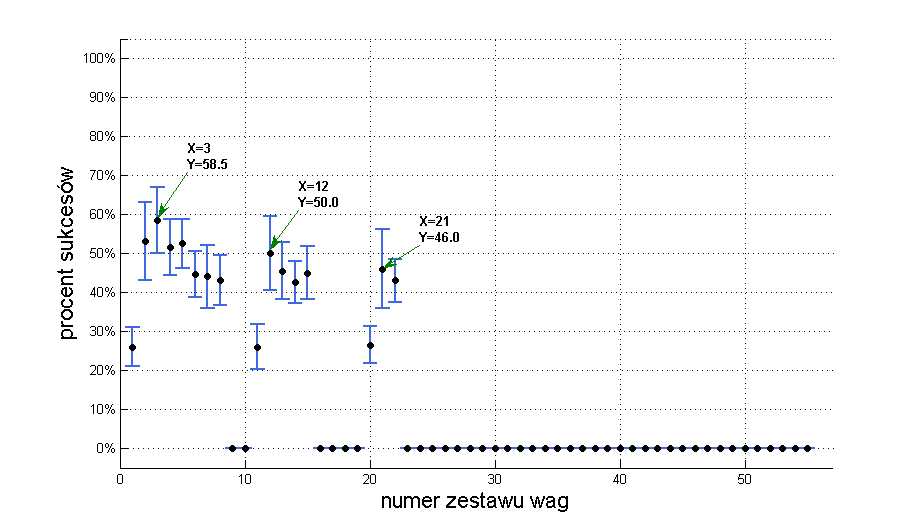 100%
90%
80%
70%
60%
50%
40%
30%
20%
10%
0%
procent sukcesów
X=3
Y=58.5
X=12
Y=50.0
X=21
Y=46.0
0 10 20 30 40 50
numer zestawu wag